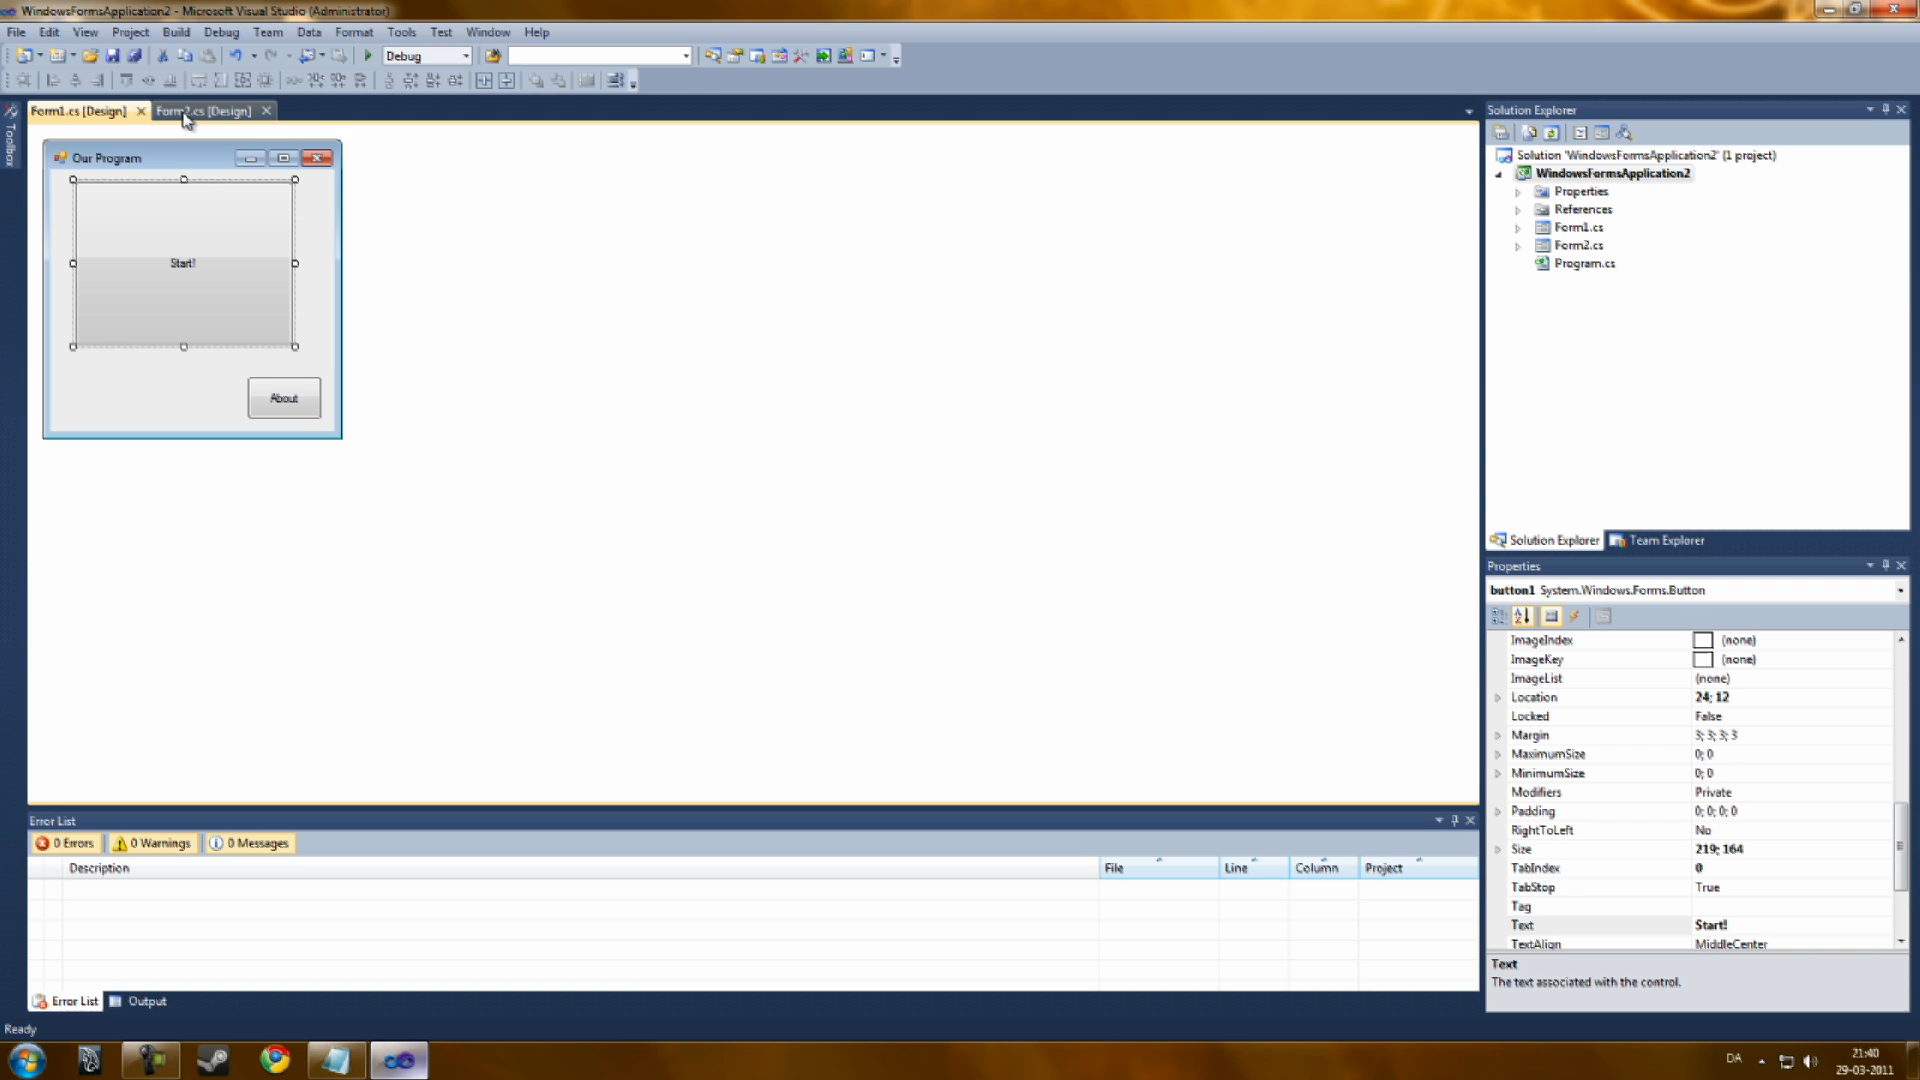 WindowsFormsApplication2 - Microsoft Visual Studio (Administrator)
File Edit View Project Build Debug Team Data Format Tools Test Window Help
Debug
Form1.cs [Design] Form2.cs [Design]
Toolbox
Our Program
Start!
About
Solution Explorer
Solution 'WindowsFormsApplication2' (1 project)
WindowsFormsApplication2
Properties
References
Form1.cs
Form2.cs
Program.cs
Solution Explorer Team Explorer
Properties
button1 System.Windows.Forms.Button
ImageIndex (none)
ImageKey (none)
ImageList (none)
Location 24; 12
Locked False
Margin 3; 3; 3; 3
MaximumSize 0; 0
MinimumSize 0; 0
Modifiers Private
Padding 0; 0; 0; 0
RightToLeft No
Size 219; 164
TabIndex 0
TabStop True
Tag
Text Start!
TextAlign MiddleCenter
Text
The text associated with the control.
Error List
0 Errors 0 Warnings 0 Messages
Description File Line Column Project
Error List Output
Ready
DA
21:40
29-03-2011